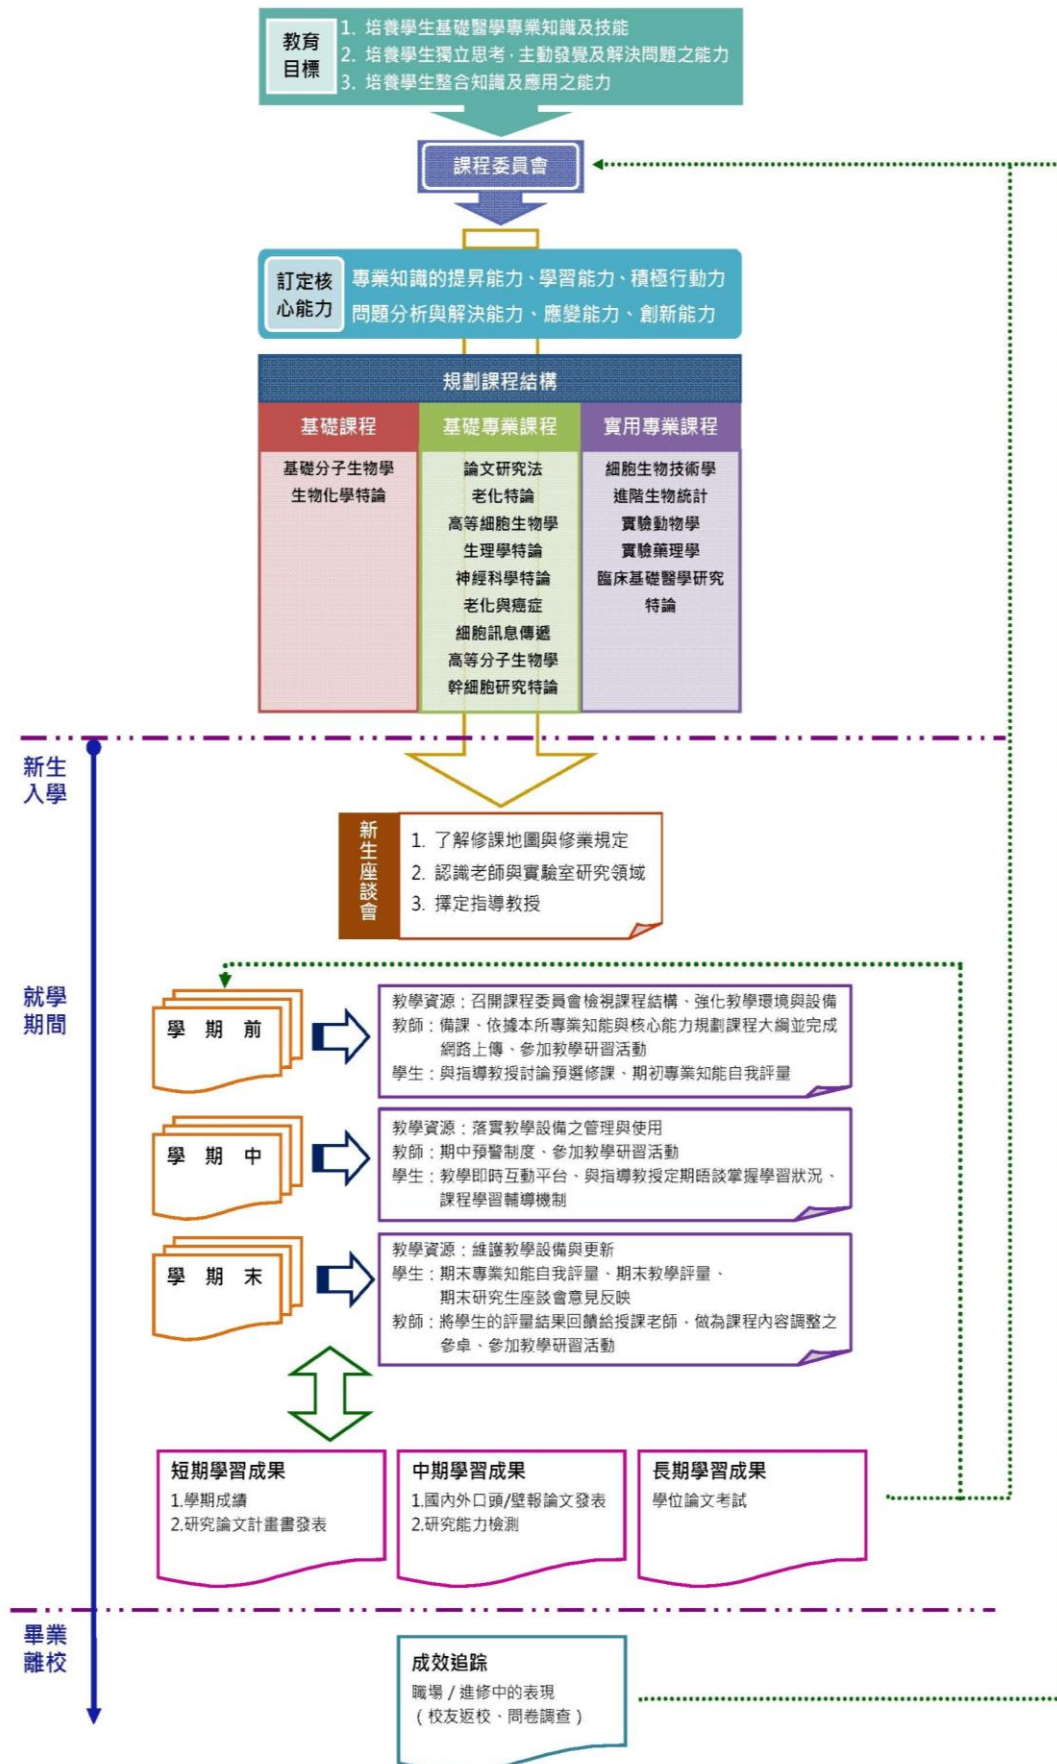 教育
目標
1. 培養學生基礎醫學專業知識及技能
2. 培養學生獨立思考，主動發覺及解決問題之能力
3. 培養學生整合知識及應用之能力
課程委員會
訂定核
心能力
專業知識的提昇能力、學習能力、積極行動力
問題分析與解決能力、應變能力、創新能力
規劃課程結構
基礎課程
基礎分子生物學
生物化學特論
基礎專業課程
論文研究法
老化特論
高等細胞生物學
生理學特論
神經科學特論
老化與癌症
細胞訊息傳遞
高等分子生物學
幹細胞研究特論
實用專業課程
細胞生物技術學
進階生物統計
實驗動物學
實驗藥理學
臨床基礎醫學研究
特論
新生
入學
新生座談會
1. 了解修課地圖與修業規定
2. 認識老師與實驗室研究領域
3. 擇定指導教授
就學
期間
學期前
教學資源：召開課程委員會檢視課程結構、強化教學環境與設備
教師：備課、依據本所專業知能與核心能力規劃課程大綱並完成
網路上傳、參加教學研習活動
學生：與指導教授討論預選修課、期初專業知能自我評量
學期中
教學資源：落實教學設備之管理與使用
教師：期中預警制度、參加教學研習活動
學生：教學即時互動平台、與指導教授定期晤談掌握學習狀況、
課程學習輔導機制
學期末
教學資源：維護教學設備與更新
學生：期末專業知能自我評量、期末教學評量、
期末研究生座談會意見反映
教師：將學生的評量結果回饋給授課老師，做為課程內容調整之
參卓、參加教學研習活動
短期學習成果
1.學期成績
2.研究論文計畫書發表
中期學習成果
1.國內外口頭/壁報論文發表
2.研究能力檢測
長期學習成果
學位論文考試
畢業
離校
成效追踪
職場 / 進修中的表現
（校友返校、問卷調查）